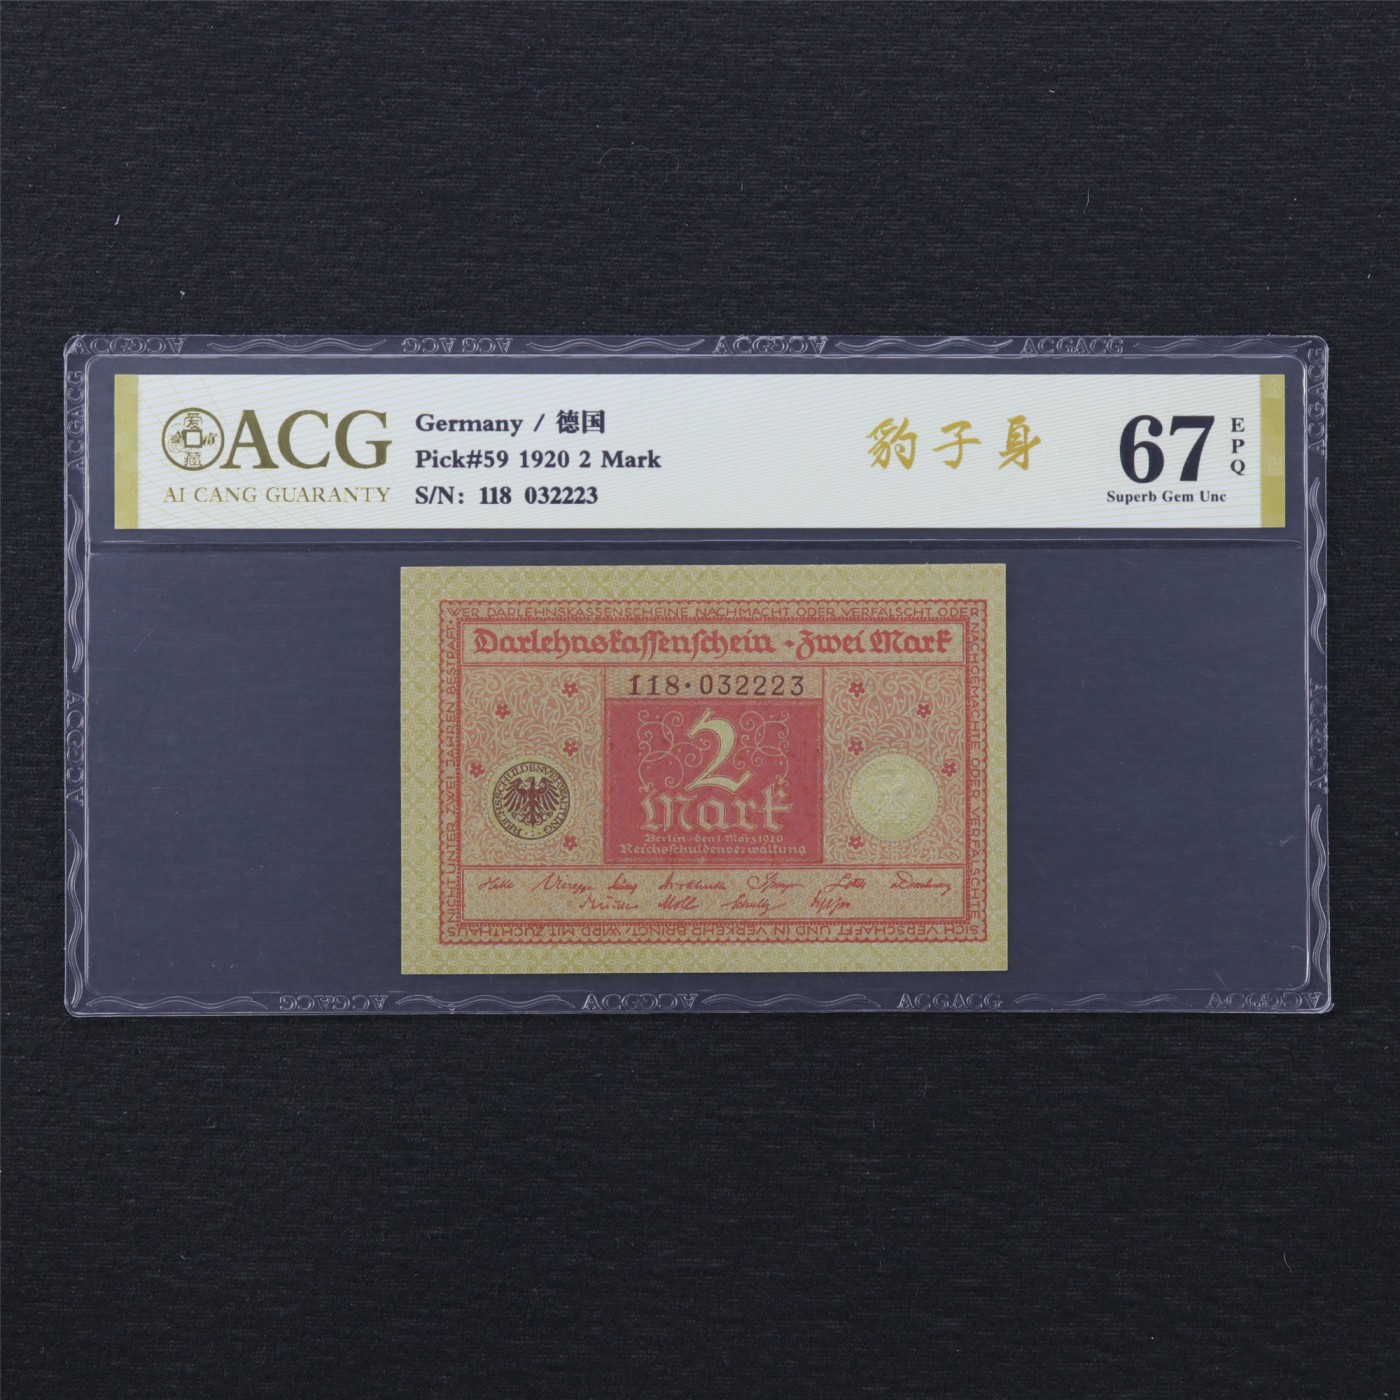 ACG
AI CANG GUARANTY
Germany / 德国
Pick#59 1920 2 Mark
S/N: 118 032223
豹子身
67
EPQ
Superb Gem Unc
WER DARLEHNSKASSENSCHEINE NACHMACHT ODER VERFÄLSCHT ODER
NACHGEMACHTE ODER VERFÄLSCHTE
SICH VERSCHAFFT UND IN VERKEHR BRINGT, WIRD MIT ZUCHTHAUS
NICHT UNTER ZWEI JAHREN BESTRAFT
Darlehnskassenschein · Zwei Mark
118·032223
2
Mark
Berlin·den 1.März 1920
Reichsschuldenverwaltung
REICHSSCHULDENVERWALTUNG